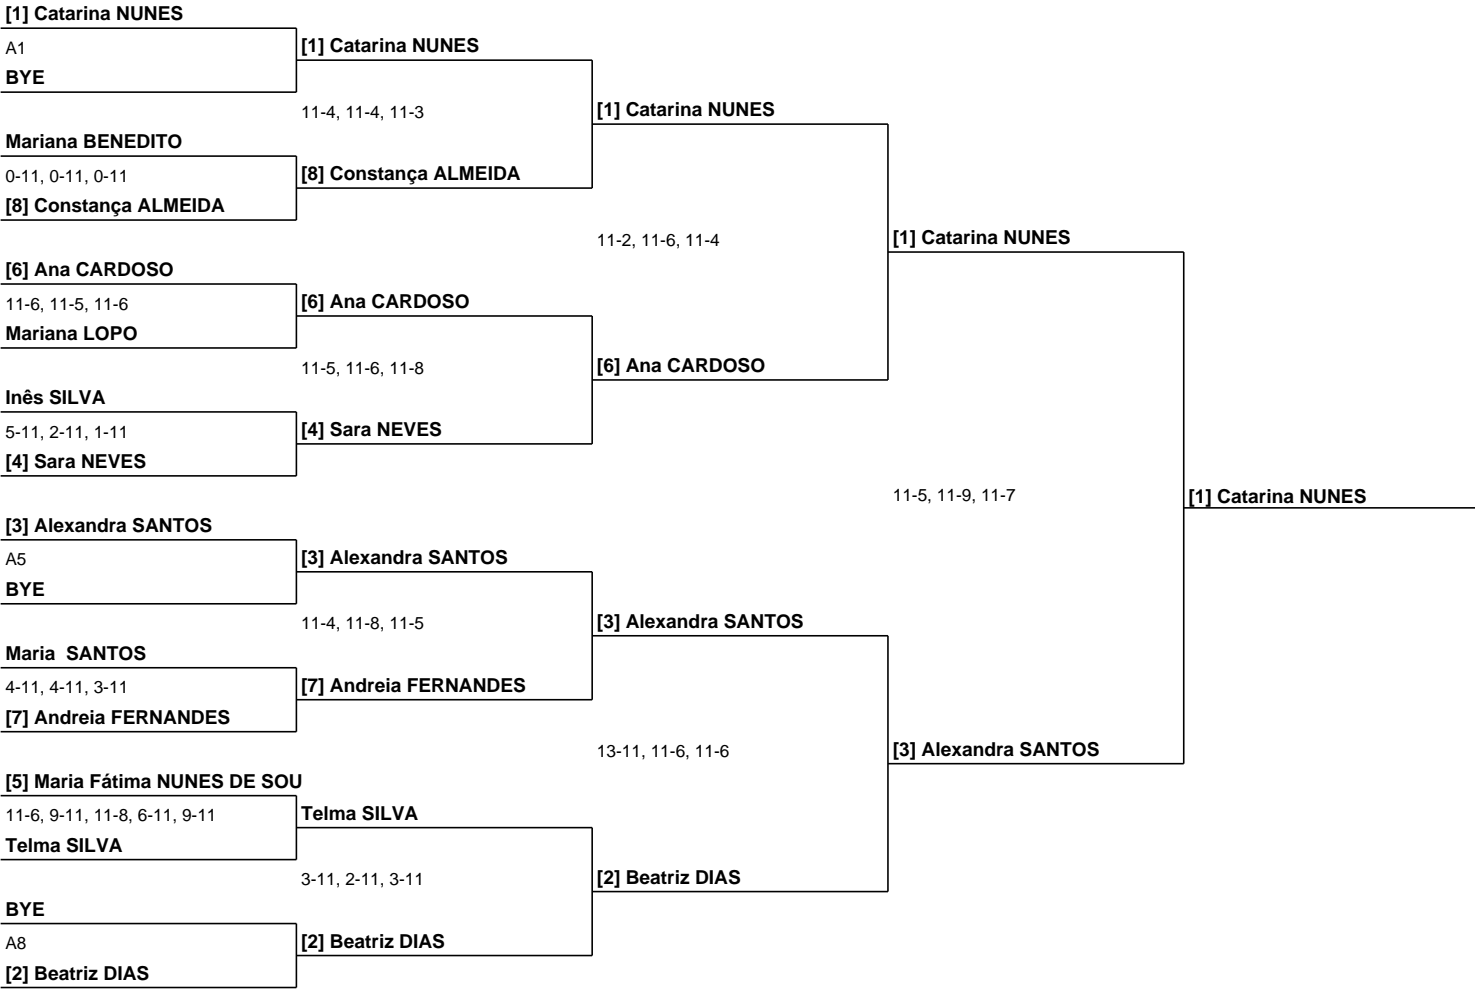 [1] Catarina NUNES
A1
BYE
Mariana BENEDITO
0-11, 0-11, 0-11
[8] Constança ALMEIDA
[6] Ana CARDOSO
11-6, 11-5, 11-6
Mariana LOPO
Inês SILVA
5-11, 2-11, 1-11
[4] Sara NEVES
[3] Alexandra SANTOS
A5
BYE
Maria  SANTOS
4-11, 4-11, 3-11
[7] Andreia FERNANDES
[5] Maria Fátima NUNES DE SOU
11-6, 9-11, 11-8, 6-11, 9-11
Telma SILVA
BYE
A8
[2] Beatriz DIAS
[1] Catarina NUNES
11-4, 11-4, 11-3
[8] Constança ALMEIDA
[6] Ana CARDOSO
11-5, 11-6, 11-8
[4] Sara NEVES
[3] Alexandra SANTOS
11-4, 11-8, 11-5
[7] Andreia FERNANDES
Telma SILVA
3-11, 2-11, 3-11
[2] Beatriz DIAS
[1] Catarina NUNES
11-2, 11-6, 11-4
[6] Ana CARDOSO
[3] Alexandra SANTOS
13-11, 11-6, 11-6
[2] Beatriz DIAS
[1] Catarina NUNES
11-5, 11-9, 11-7
[3] Alexandra SANTOS
[1] Catarina NUNES